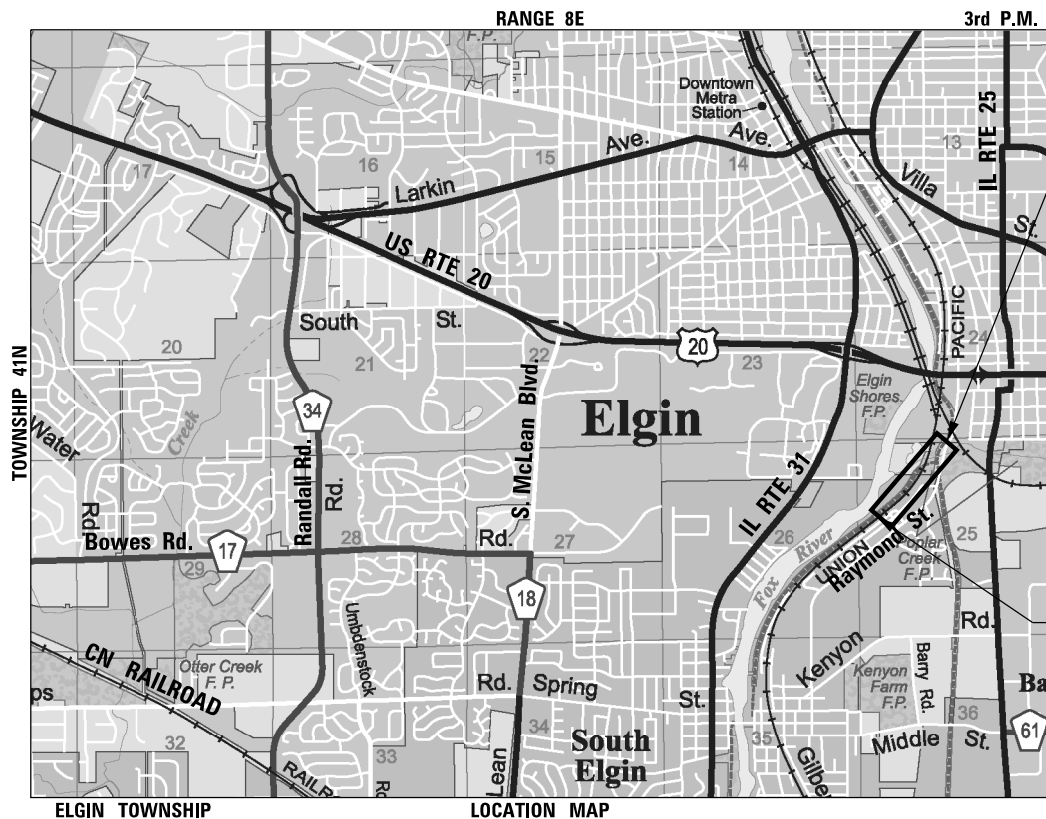 RANGE 8E
3rd P.M.
F.P.
Downtown
Metra
Station
IL RTE 25
13
Ave.
Ave.
15
14
16
17
Larkin
Villa
St.
US RTE 20
PACIFIC
South
St.
24
20
21
22
20
23
TOWNSHIP 41N
Elgin
Shores
F.P.
34
Creek
S. McLean Blvd.
Elgin
Water
Randall Rd.
Rd.
IL RTE 31
Rd.
Bowes Rd.
17
28
Rd.
27
26
River
St.
25
29
UNION
Raymond
Poplar
Creek
F.P.
18
Fox
Rd.
Umbdenstock
Kenyon
Barry Rd.
CN RAILROAD
Otter Creek
F.P.
Rd.
Spring
St.
Kenyon
Farm
F.P.
Ba
ps
34
36
61
32
33
South
Elgin
35
Middle
St.
RAILR
Rd
Lean
Gilber
ELGIN TOWNSHIP
LOCATION MAP